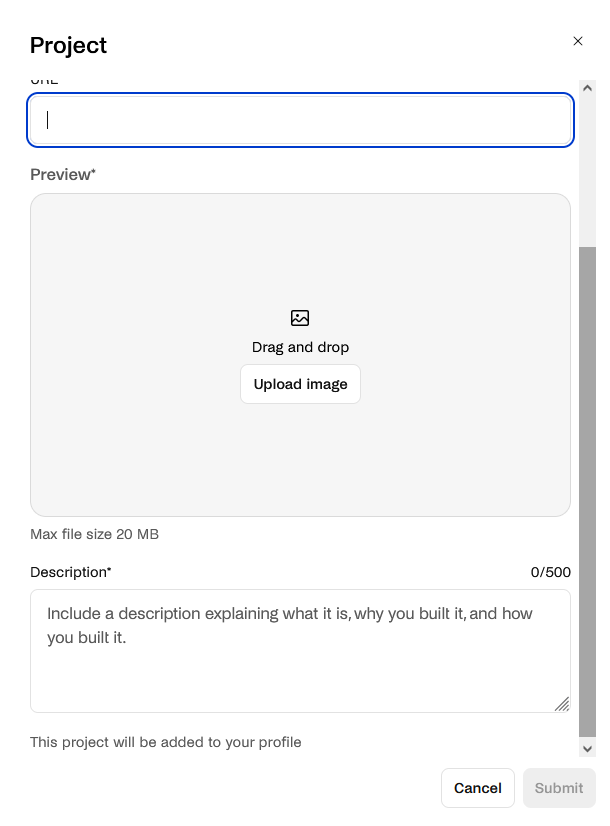 Project
URL
Preview*
Drag and drop
Upload image
Max file size 20 MB
Description*
0/500
Include a description explaining what it is, why you built it, and how
you built it.
This project will be added to your profile
Cancel
Submit